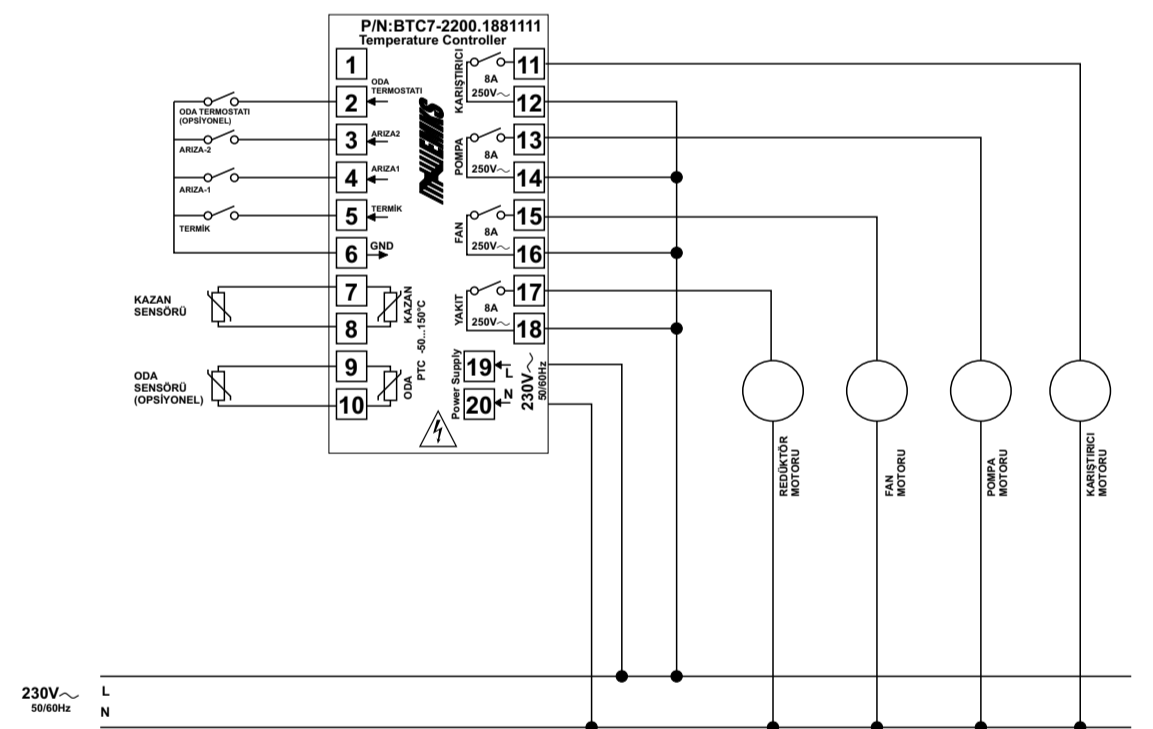 P/N:BTC7-2200.1881111
Temperature Controller
1
2
3
4
5
6
7
8
9
10
ODA
TERMOSTATI
ARIZA2
ARIZA1
TERMİK
GND
KAZAN
PTC -50...150°C
ODA
EMKS
KARIŞTIRICI
8A
250V~
11
12
POMPA
8A
250V~
13
14
FAN
8A
250V~
15
16
YAKIT
8A
250V~
17
18
Power Supply
19
L
20
N
230V~
50/60Hz
ODA TERMOSTATI
(OPSİYONEL)
ARIZA-2
ARIZA-1
TERMİK
KAZAN
SENSÖRÜ
ODA
SENSÖRÜ
(OPSİYONEL)
REDÜKTÖR
MOTORU
FAN
MOTORU
POMPA
MOTORU
KARIŞTIRICI
MOTORU
230V~
50/60Hz
L
N